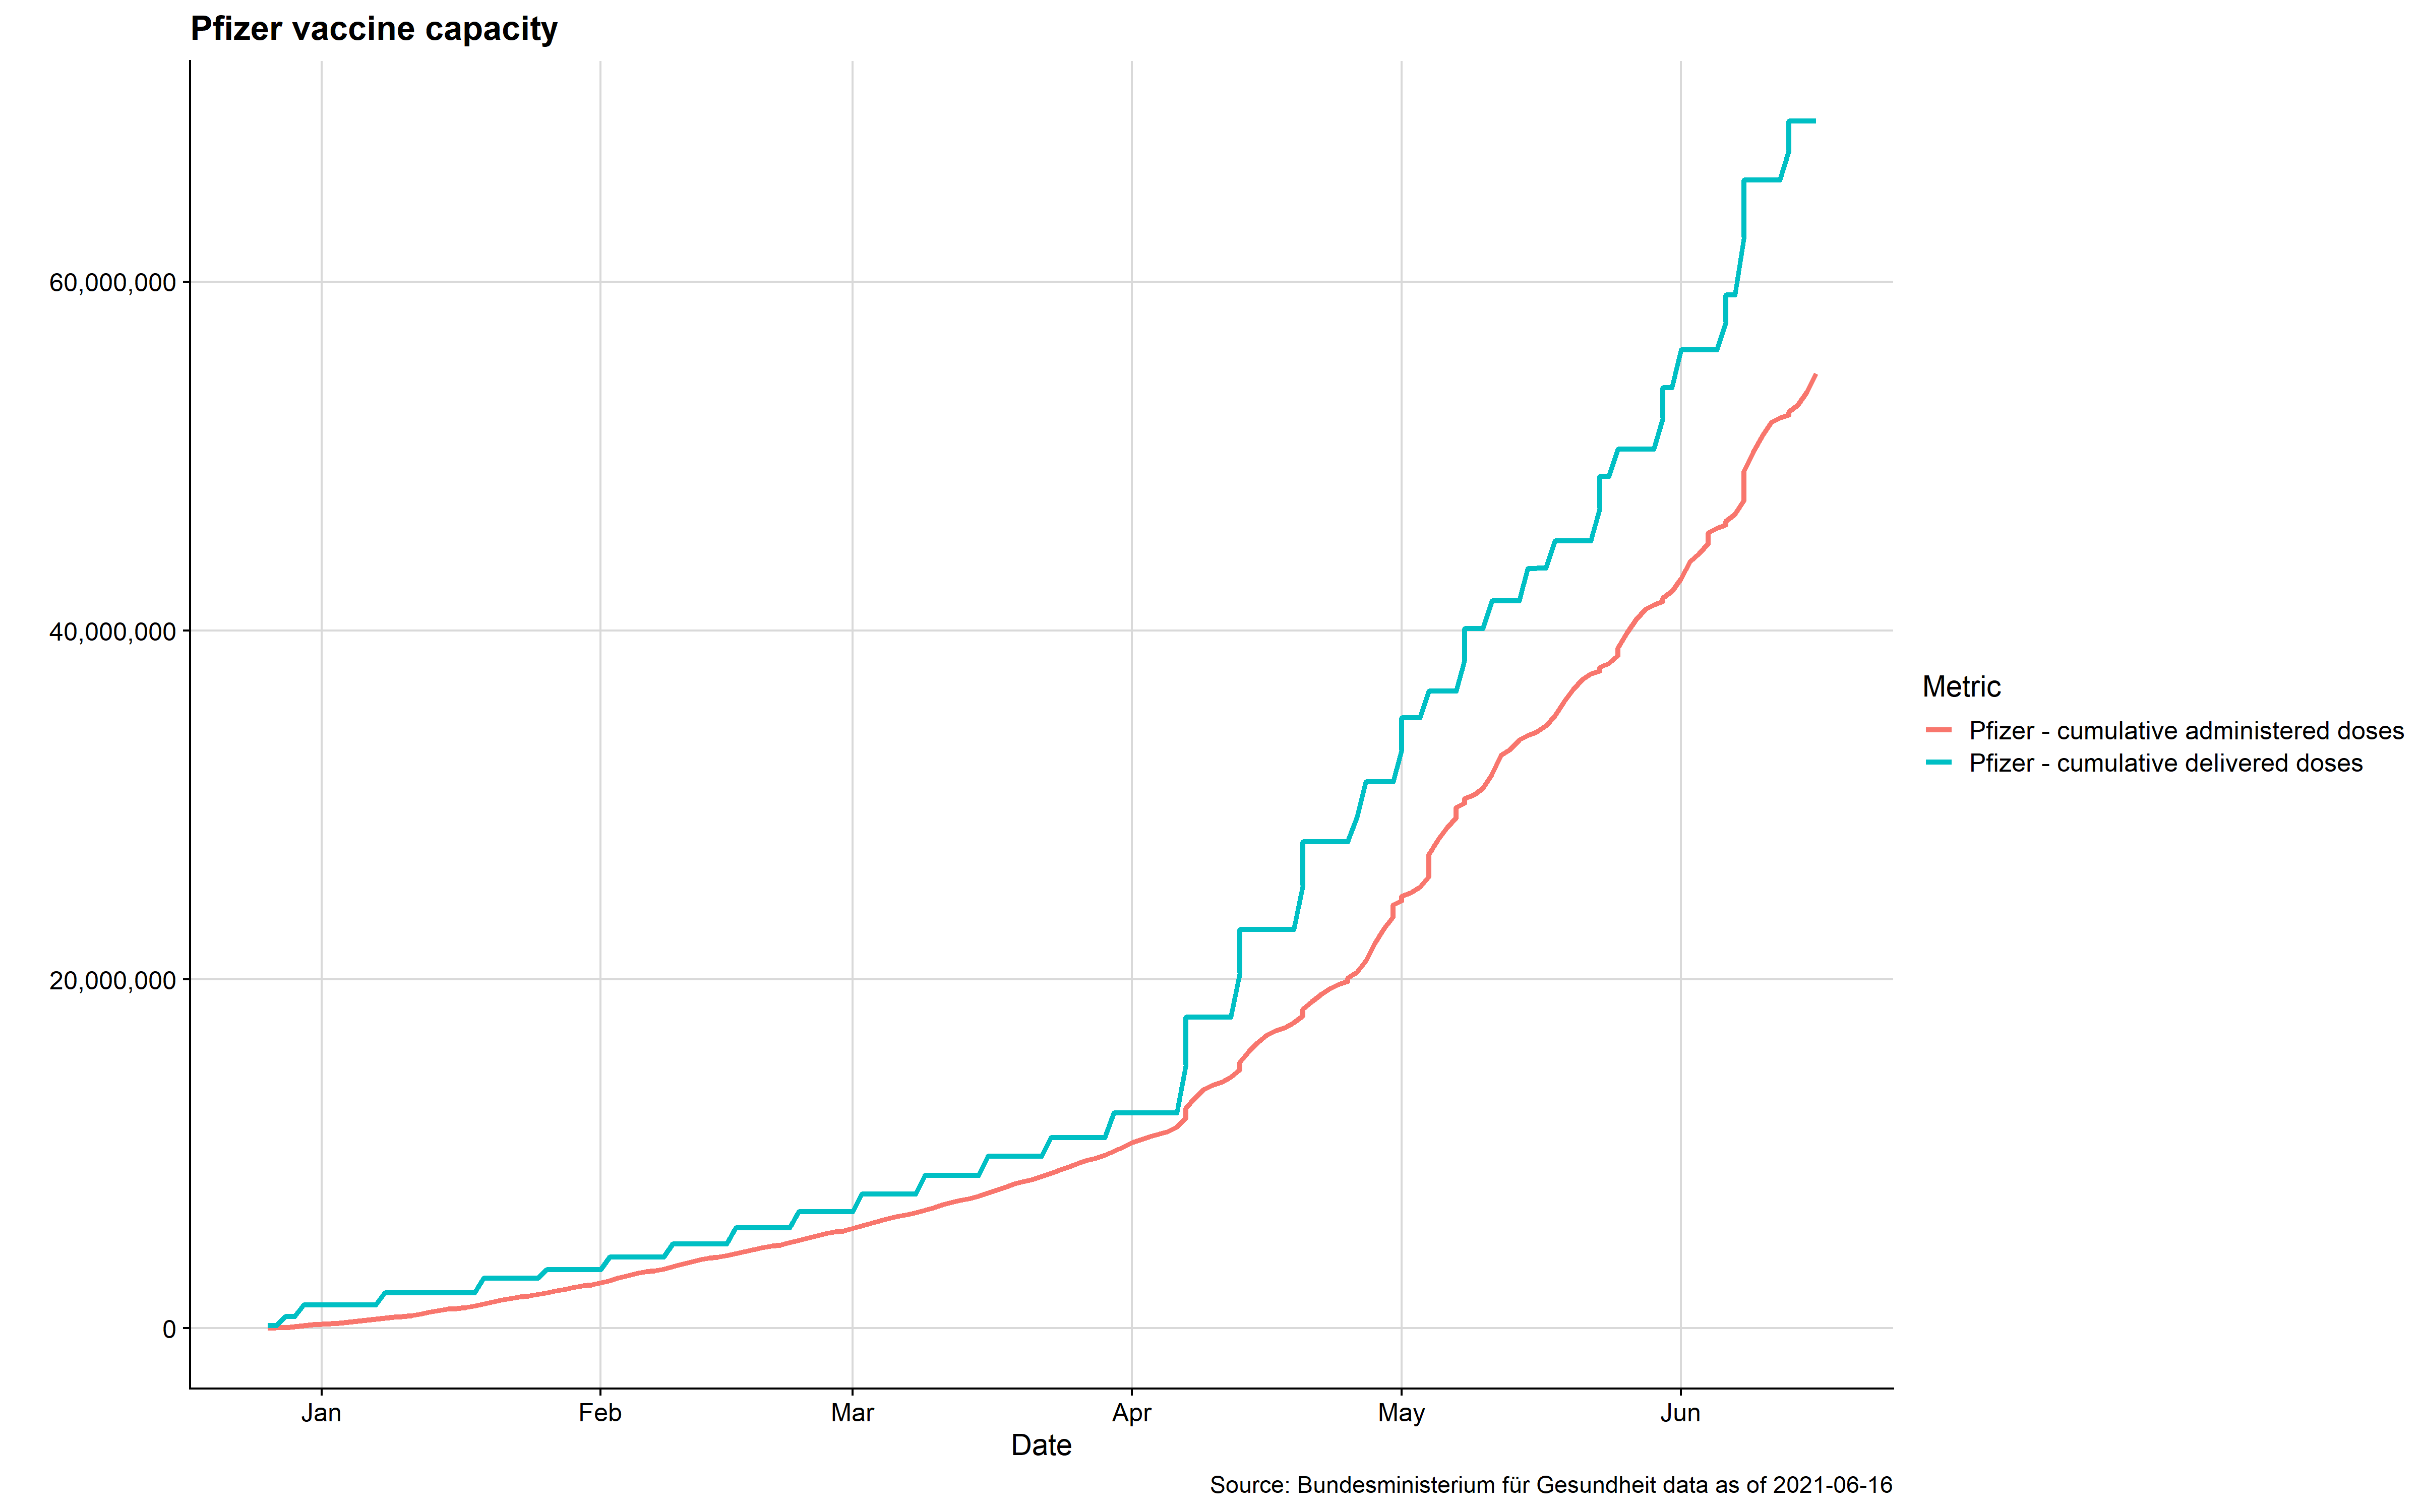 Pfizer vaccine capacity
60,000,000
40,000,000
20,000,000
0
Jan Feb Mar Apr May Jun
Date
Metric
Pfizer - cumulative administered doses
Pfizer - cumulative delivered doses
Source: Bundesministerium für Gesundheit data as of 2021-06-16